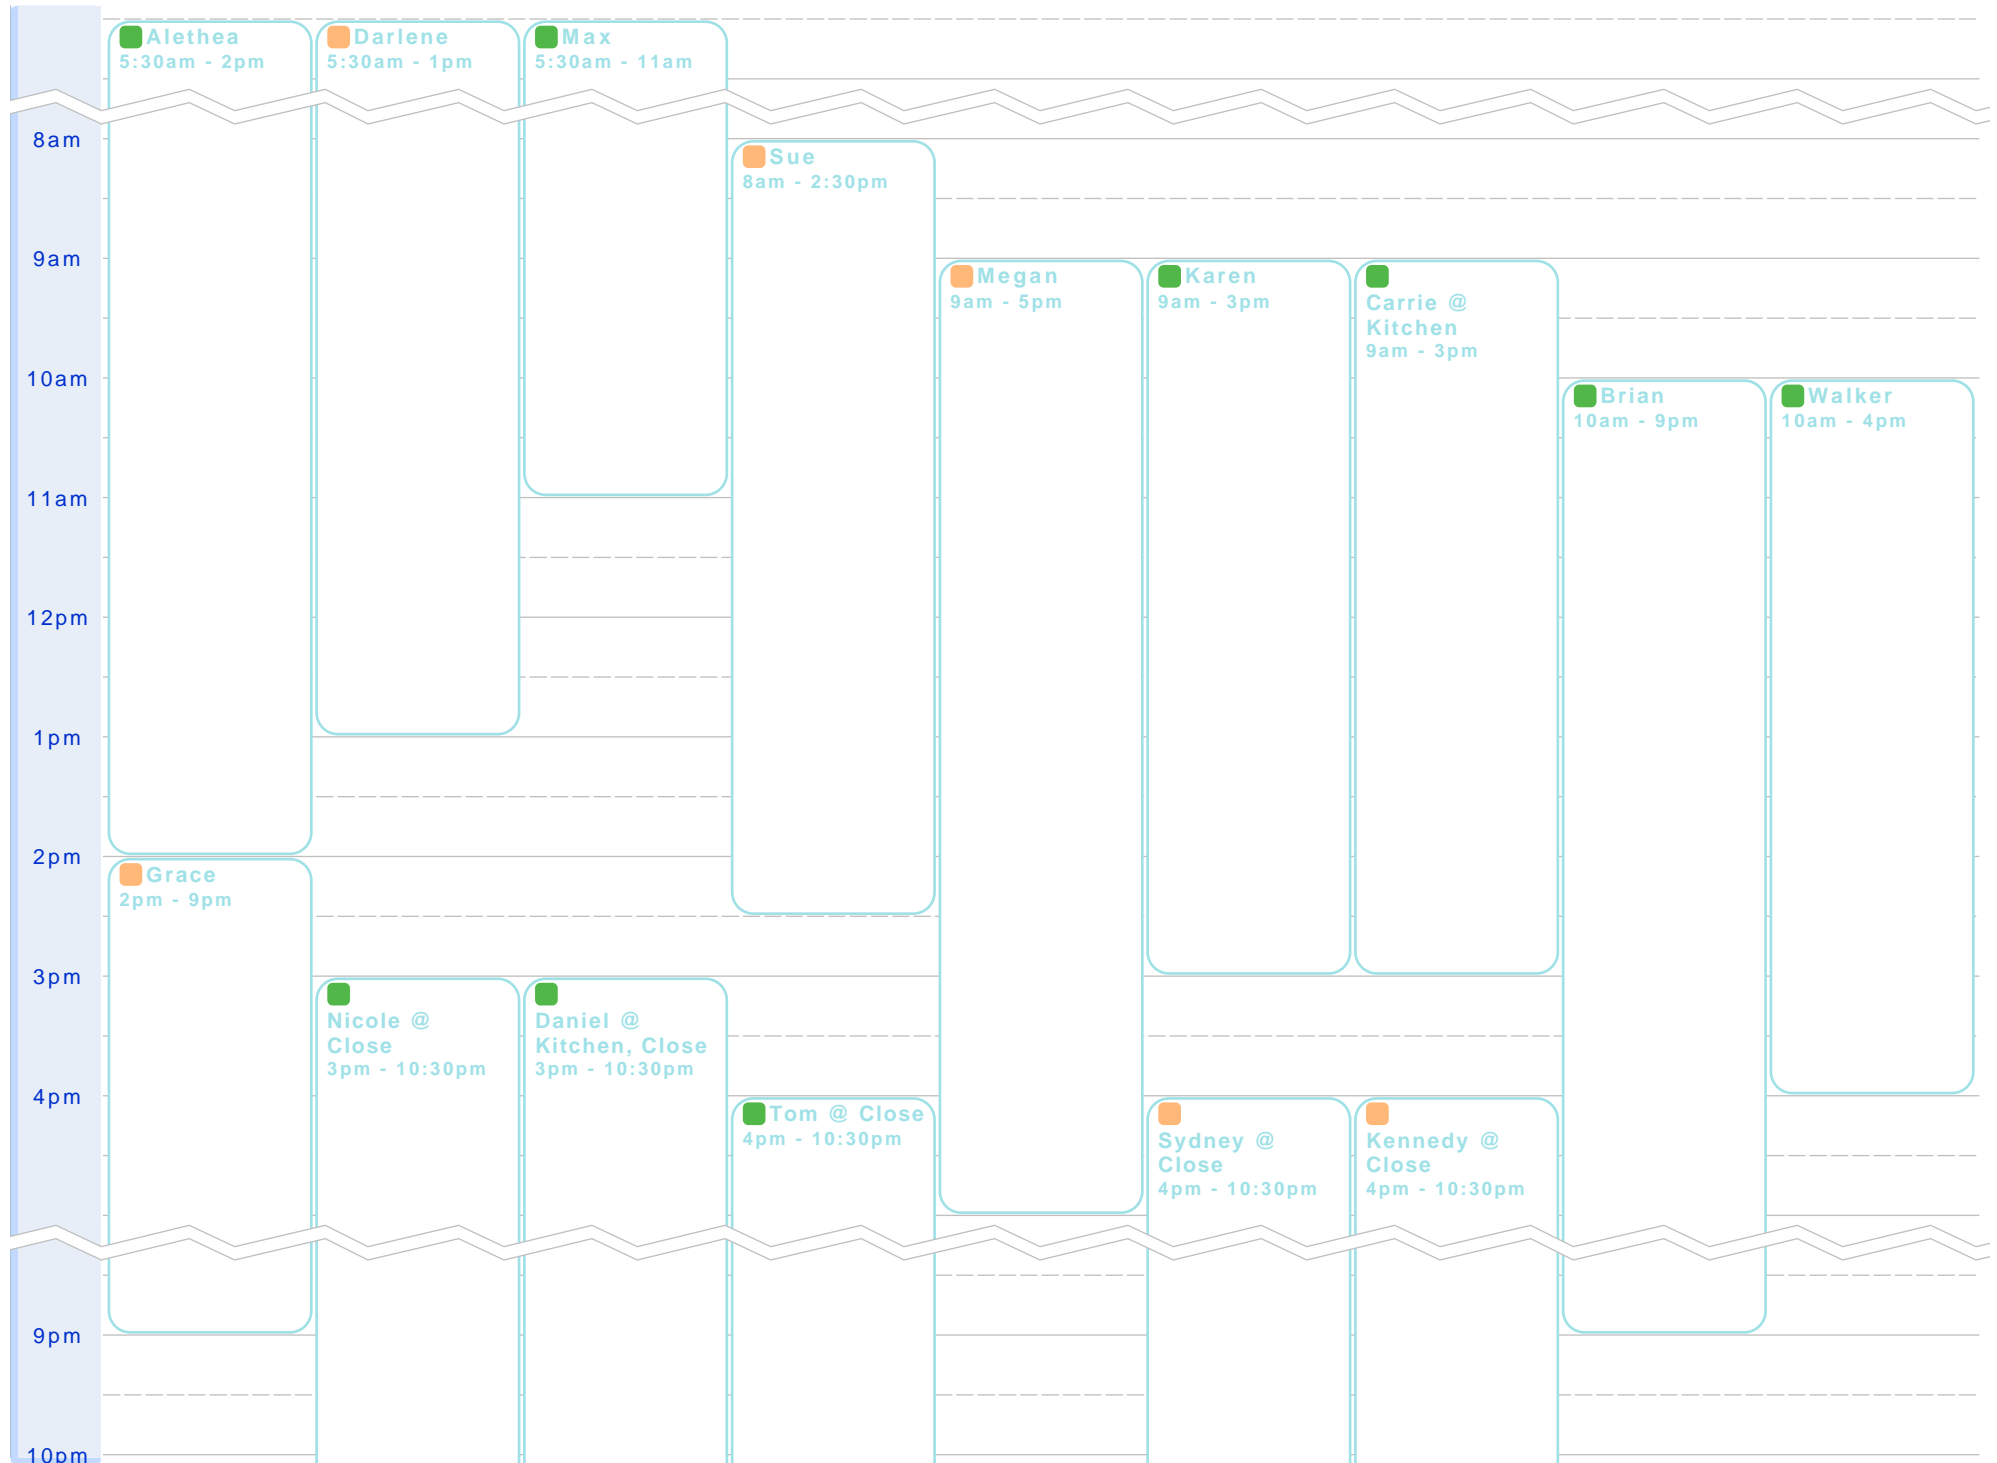 Alethea
5:30am - 2pm
Darlene
5:30am - 1pm
Max
5:30am - 11am
8am
Sue
8am - 2:30pm
9am
Megan
9am - 5pm
Karen
9am - 3pm
Carrie @
Kitchen
9am - 3pm
10am
Brian
10am - 9pm
Walker
10am - 4pm
11am
12pm
1pm
2pm
Grace
2pm - 9pm
3pm
Nicole @
Close
3pm - 10:30pm
Daniel @
Kitchen, Close
3pm - 10:30pm
4pm
Tom @ Close
4pm - 10:30pm
Sydney @
Close
4pm - 10:30pm
Kennedy @
Close
4pm - 10:30pm
9pm
10pm